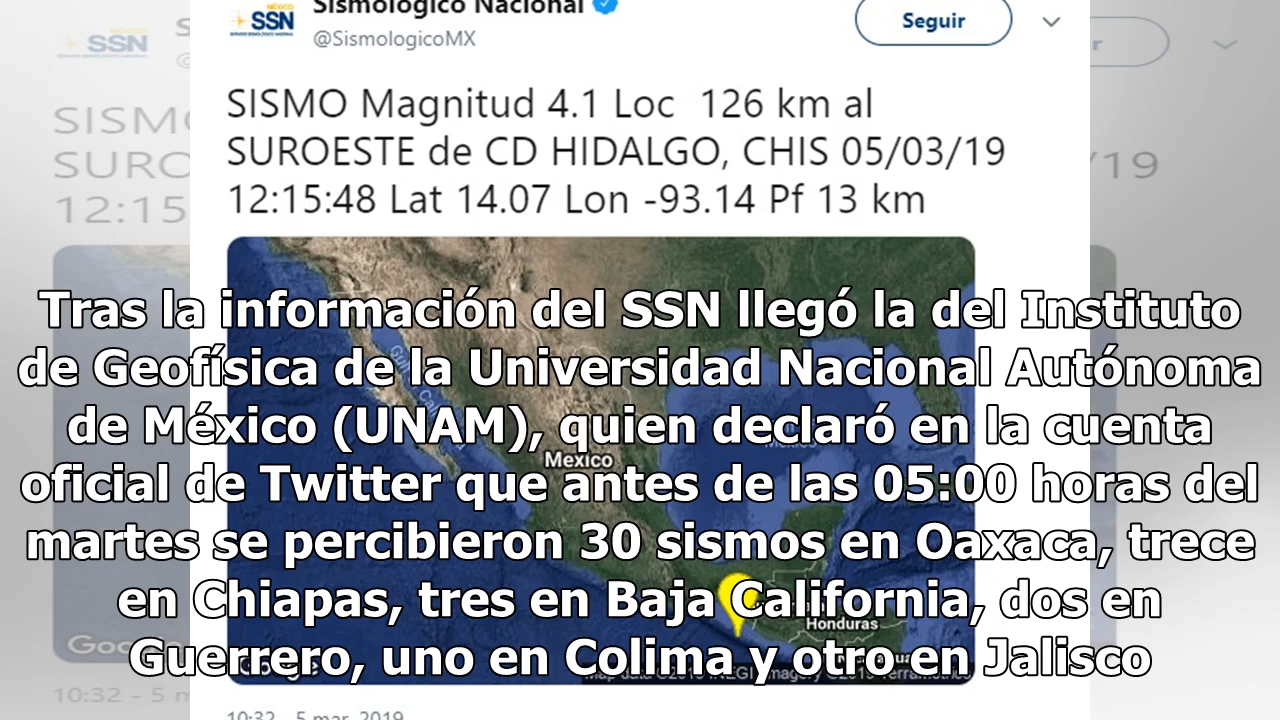 Sismológico Nacional
MÉXICO
SSN
SERVICIO SISMOLÓGICO NACIONAL
@SismologicoMX
Seguir
SISMO Magnitud 4.1 Loc 126 km al
SUROESTE de CD HIDALGO, CHIS 05/03/19
12:15:48 Lat 14.07 Lon -93.14 Pf 13 km
Tras la información del SSN llegó la del Instituto
de Geofísica de la Universidad Nacional Autónoma
de México (UNAM), quien declaró en la cuenta
oficial de Twitter que antes de las 05:00 horas del
martes se percibieron 30 sismos en Oaxaca, trece
en Chiapas, tres en Baja California, dos en
Guerrero, uno en Colima y otro en Jalisco
Mexico
Honduras
Google
10:32 - 5 mar. 2019